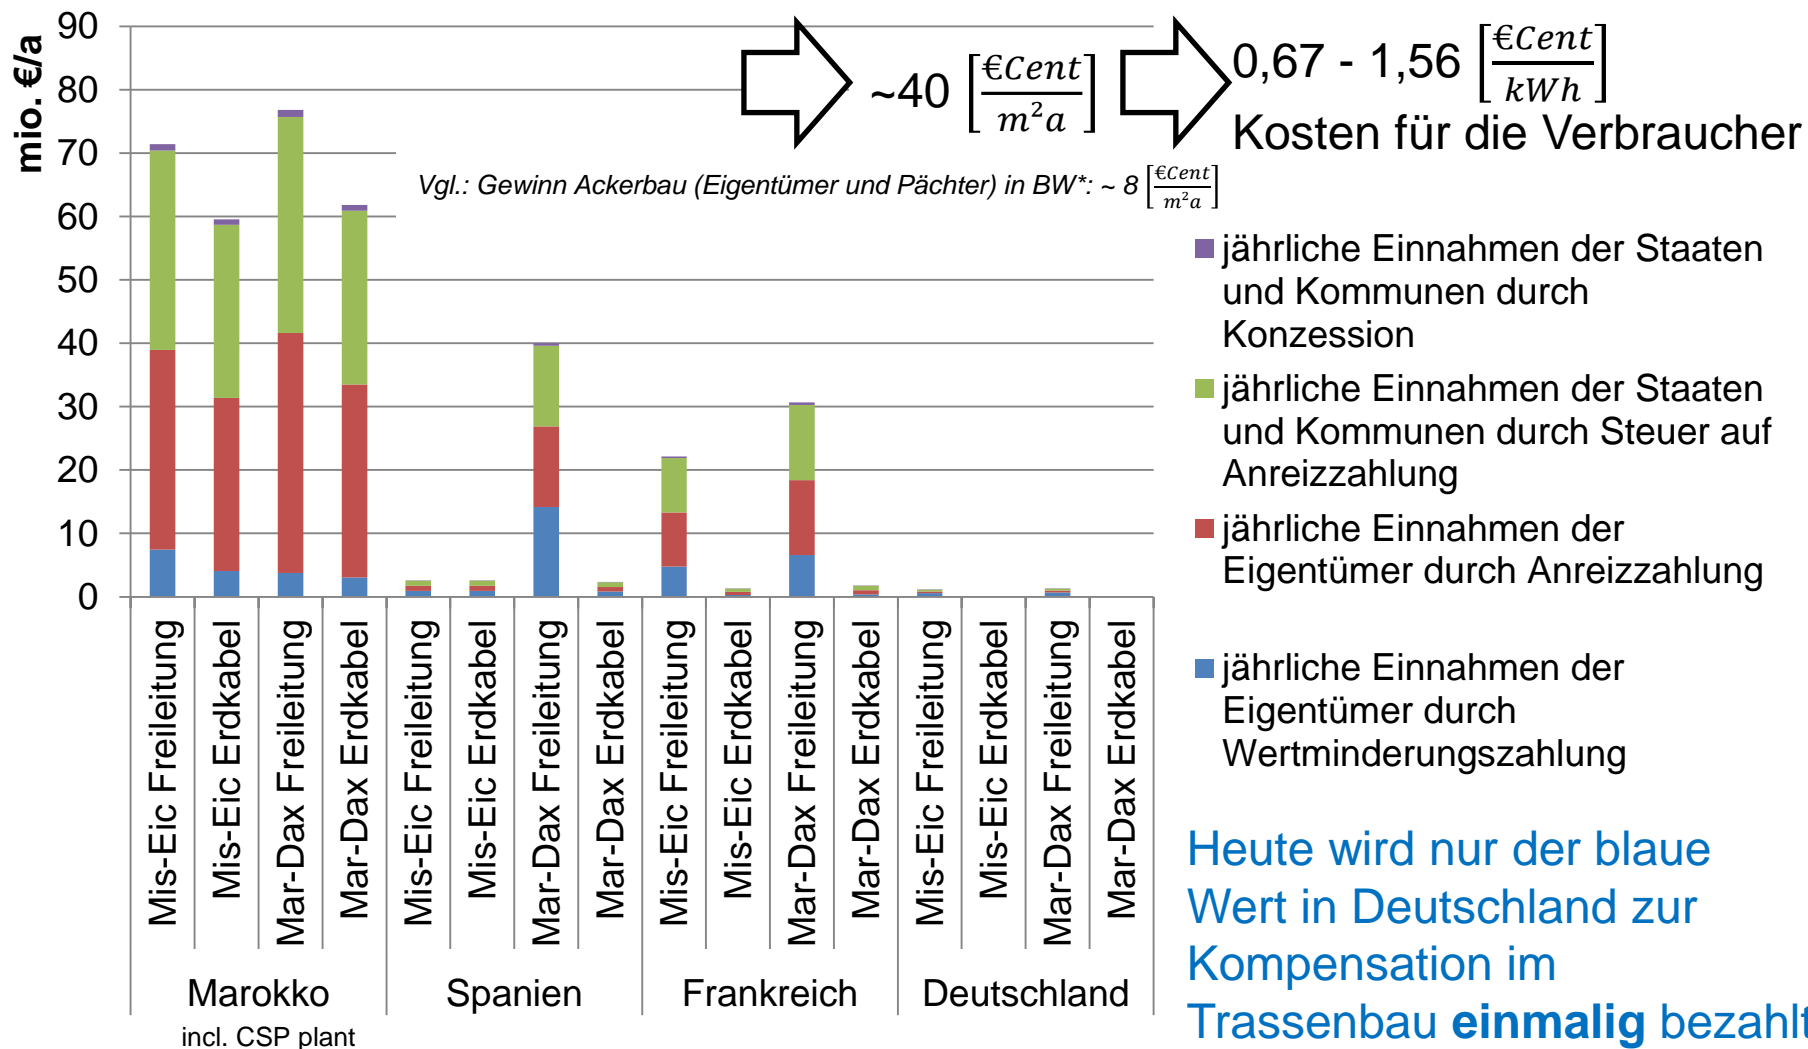 mio. €/a
90
80
70
60
50
40
30
20
10
0
~40 [€Cent/m²a]
0,67 - 1,56 [€Cent/kWh]
Kosten für die Verbraucher
Vgl.: Gewinn Ackerbau (Eigentümer und Pächter) in BW*: ~ 8 [€Cent/m²a]
jährliche Einnahmen der Staaten
und Kommunen durch
Konzession
jährliche Einnahmen der Staaten
und Kommunen durch Steuer auf
Anreizzahlung
jährliche Einnahmen der
Eigentümer durch Anreizzahlung
jährliche Einnahmen der
Eigentümer durch
Wertminderungszahlung
Mis-Eic Freileitung
Mis-Eic Erdkabel
Mar-Dax Freileitung
Mar-Dax Erdkabel
Mis-Eic Freileitung
Mis-Eic Erdkabel
Mar-Dax Freileitung
Mar-Dax Erdkabel
Mis-Eic Freileitung
Mis-Eic Erdkabel
Mar-Dax Freileitung
Mar-Dax Erdkabel
Mis-Eic Freileitung
Mis-Eic Erdkabel
Mar-Dax Freileitung
Mar-Dax Erdkabel
Marokko
Spanien
Frankreich
Deutschland
incl. CSP plant
Heute wird nur der blaue
Wert in Deutschland zur
Kompensation im
Trassenbau einmalig bezahlt